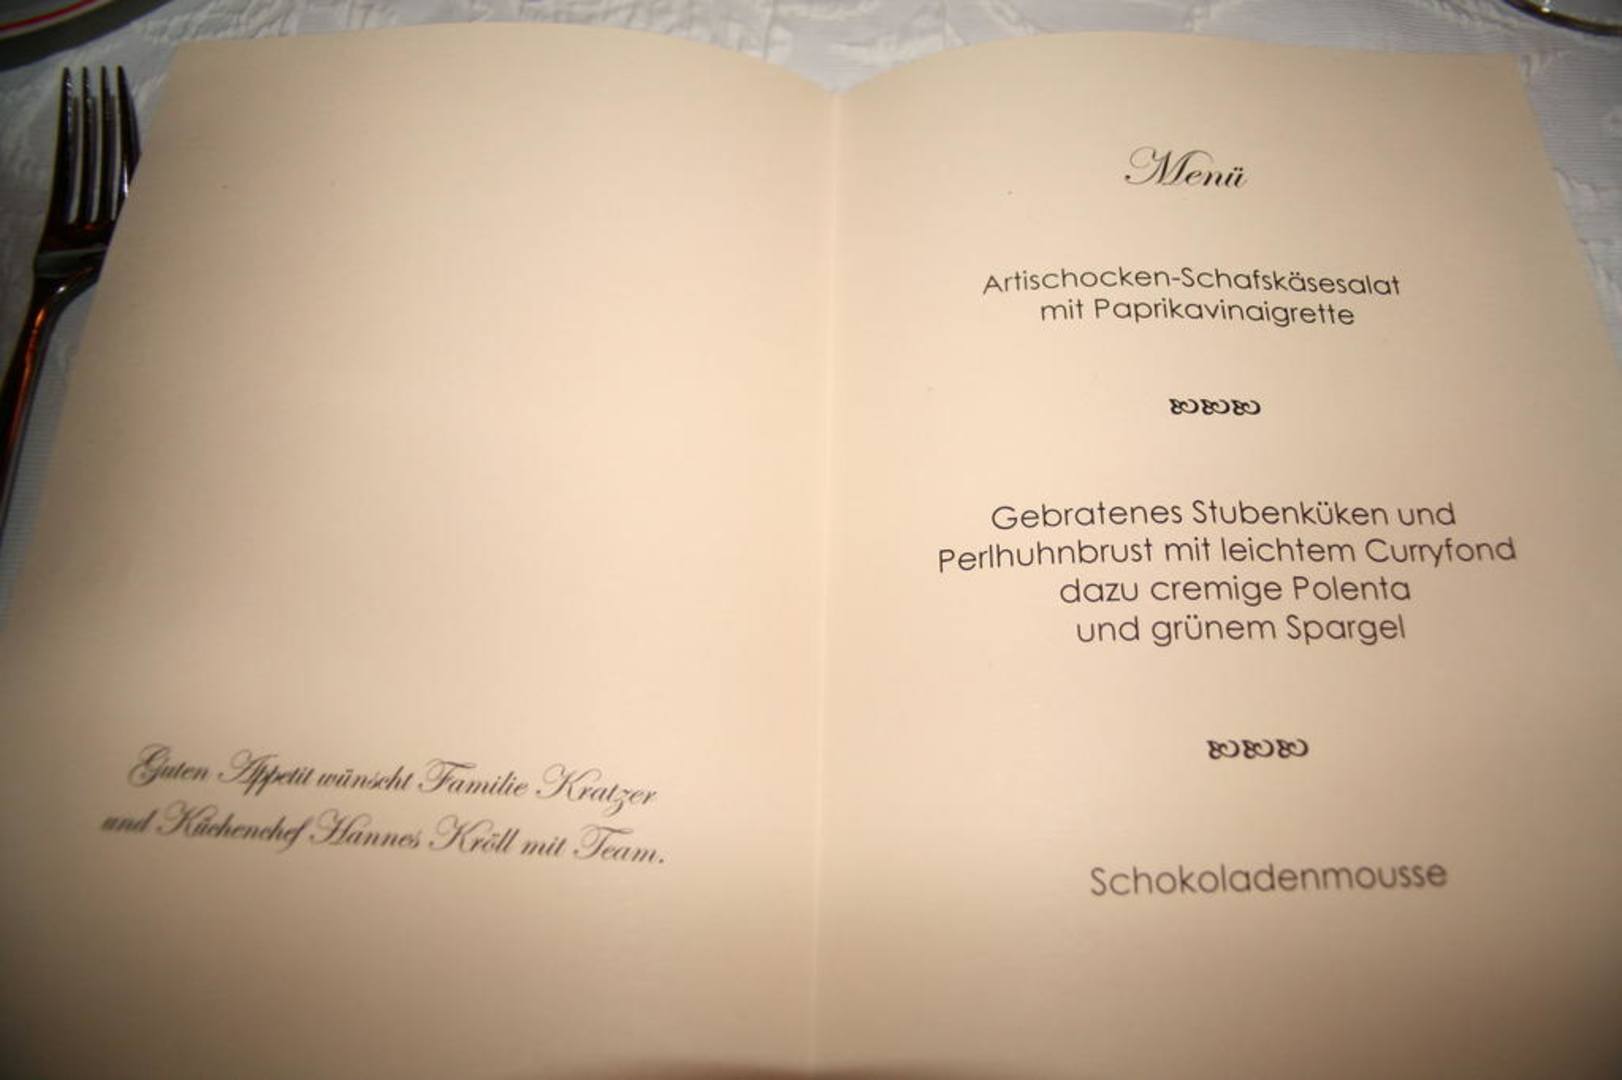 Guten Appetit wünscht Familie Kratzer
und Küchenchef Hannes Kröll mit Team.
Menü
Artischocken-Schafskäsesalat
mit Paprikavinaigrette
Gebratenes Stubenküken und
Perlhuhnbrust mit leichtem Curryfond
dazu cremige Polenta
und grünem Spargel
Schokoladenmousse